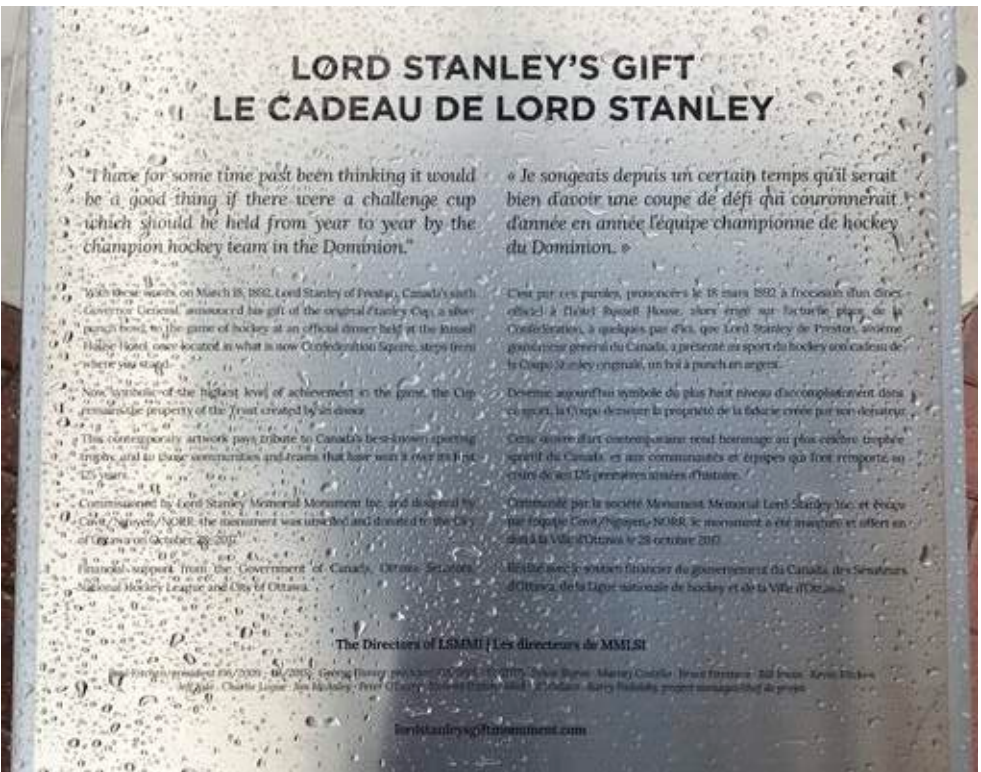 LORD STANLEY'S GIFT
LE CADEAU DE LORD STANLEY
"I have for some time past been thinking it would
be a good thing if there were a challenge cup
which should be held from year to year by the
champion hockey team in the Dominion."
With these words, on March 18, 1892, Lord Stanley of Preston, Canada's sixth
Governor General, announced his gift of the original Stanley Cup, a silver
punch bowl, to the game of hockey at an official dinner held at the Russell
House Hotel, once located in what is now Confederation Square, steps from
where you stand.
Now symbolic of the highest level of achievement in the game, the Cup
remains the property of the Trust created by its donor.
This contemporary artwork pays tribute to Canada's best-known sporting
trophy and to those communities and teams that have won it over its first
125 years.
Commissioned by Lord Stanley Memorial Monument Inc. and designed by
Covit/Nguyen/NORR, the monument was unveiled and donated to the City
of Ottawa on October 28, 2017.
Financial support from the Government of Canada, Ottawa Senators,
National Hockey League and City of Ottawa.
« Je songeais depuis un certain temps qu'il serait
bien d'avoir une coupe de défi qui couronnerait
d'année en année l'équipe championne de hockey
du Dominion. »
C'est par ces paroles, prononcées le 18 mars 1892 à l'occasion d'un dîner
officiel à l'hôtel Russell House, alors érigé sur l'actuelle place de la
Confédération, à quelques pas d'ici, que Lord Stanley de Preston, sixième
gouverneur général du Canada, a présenté au sport du hockey son cadeau de
la Coupe Stanley originale, un bol à punch en argent.
Devenue aujourd'hui symbole du plus haut niveau d'accomplissement dans
ce sport, la Coupe demeure la propriété de la fiducie créée par son donateur.
Cette œuvre d'art contemporaine rend hommage au plus célèbre trophée
sportif du Canada, et aux communautés et équipes qui l'ont remporté au
cours de ses 125 premières années d'histoire.
par la société Monument Mémorial Lord Stanley Inc. et conçu
par l'équipe Covit/Nguyen/NORR, le monument a été inauguré et offert en
don à la Ville d'Ottawa le 28 octobre 2017.
Réalisé avec le soutien financier du gouvernement du Canada, des Sénateurs
d'Ottawa, de la Ligue nationale de hockey et de la Ville d'Ottawa.
The Directors of LSMMI | Les directeurs de MMLSI
lordstanleysgiftmonument.com